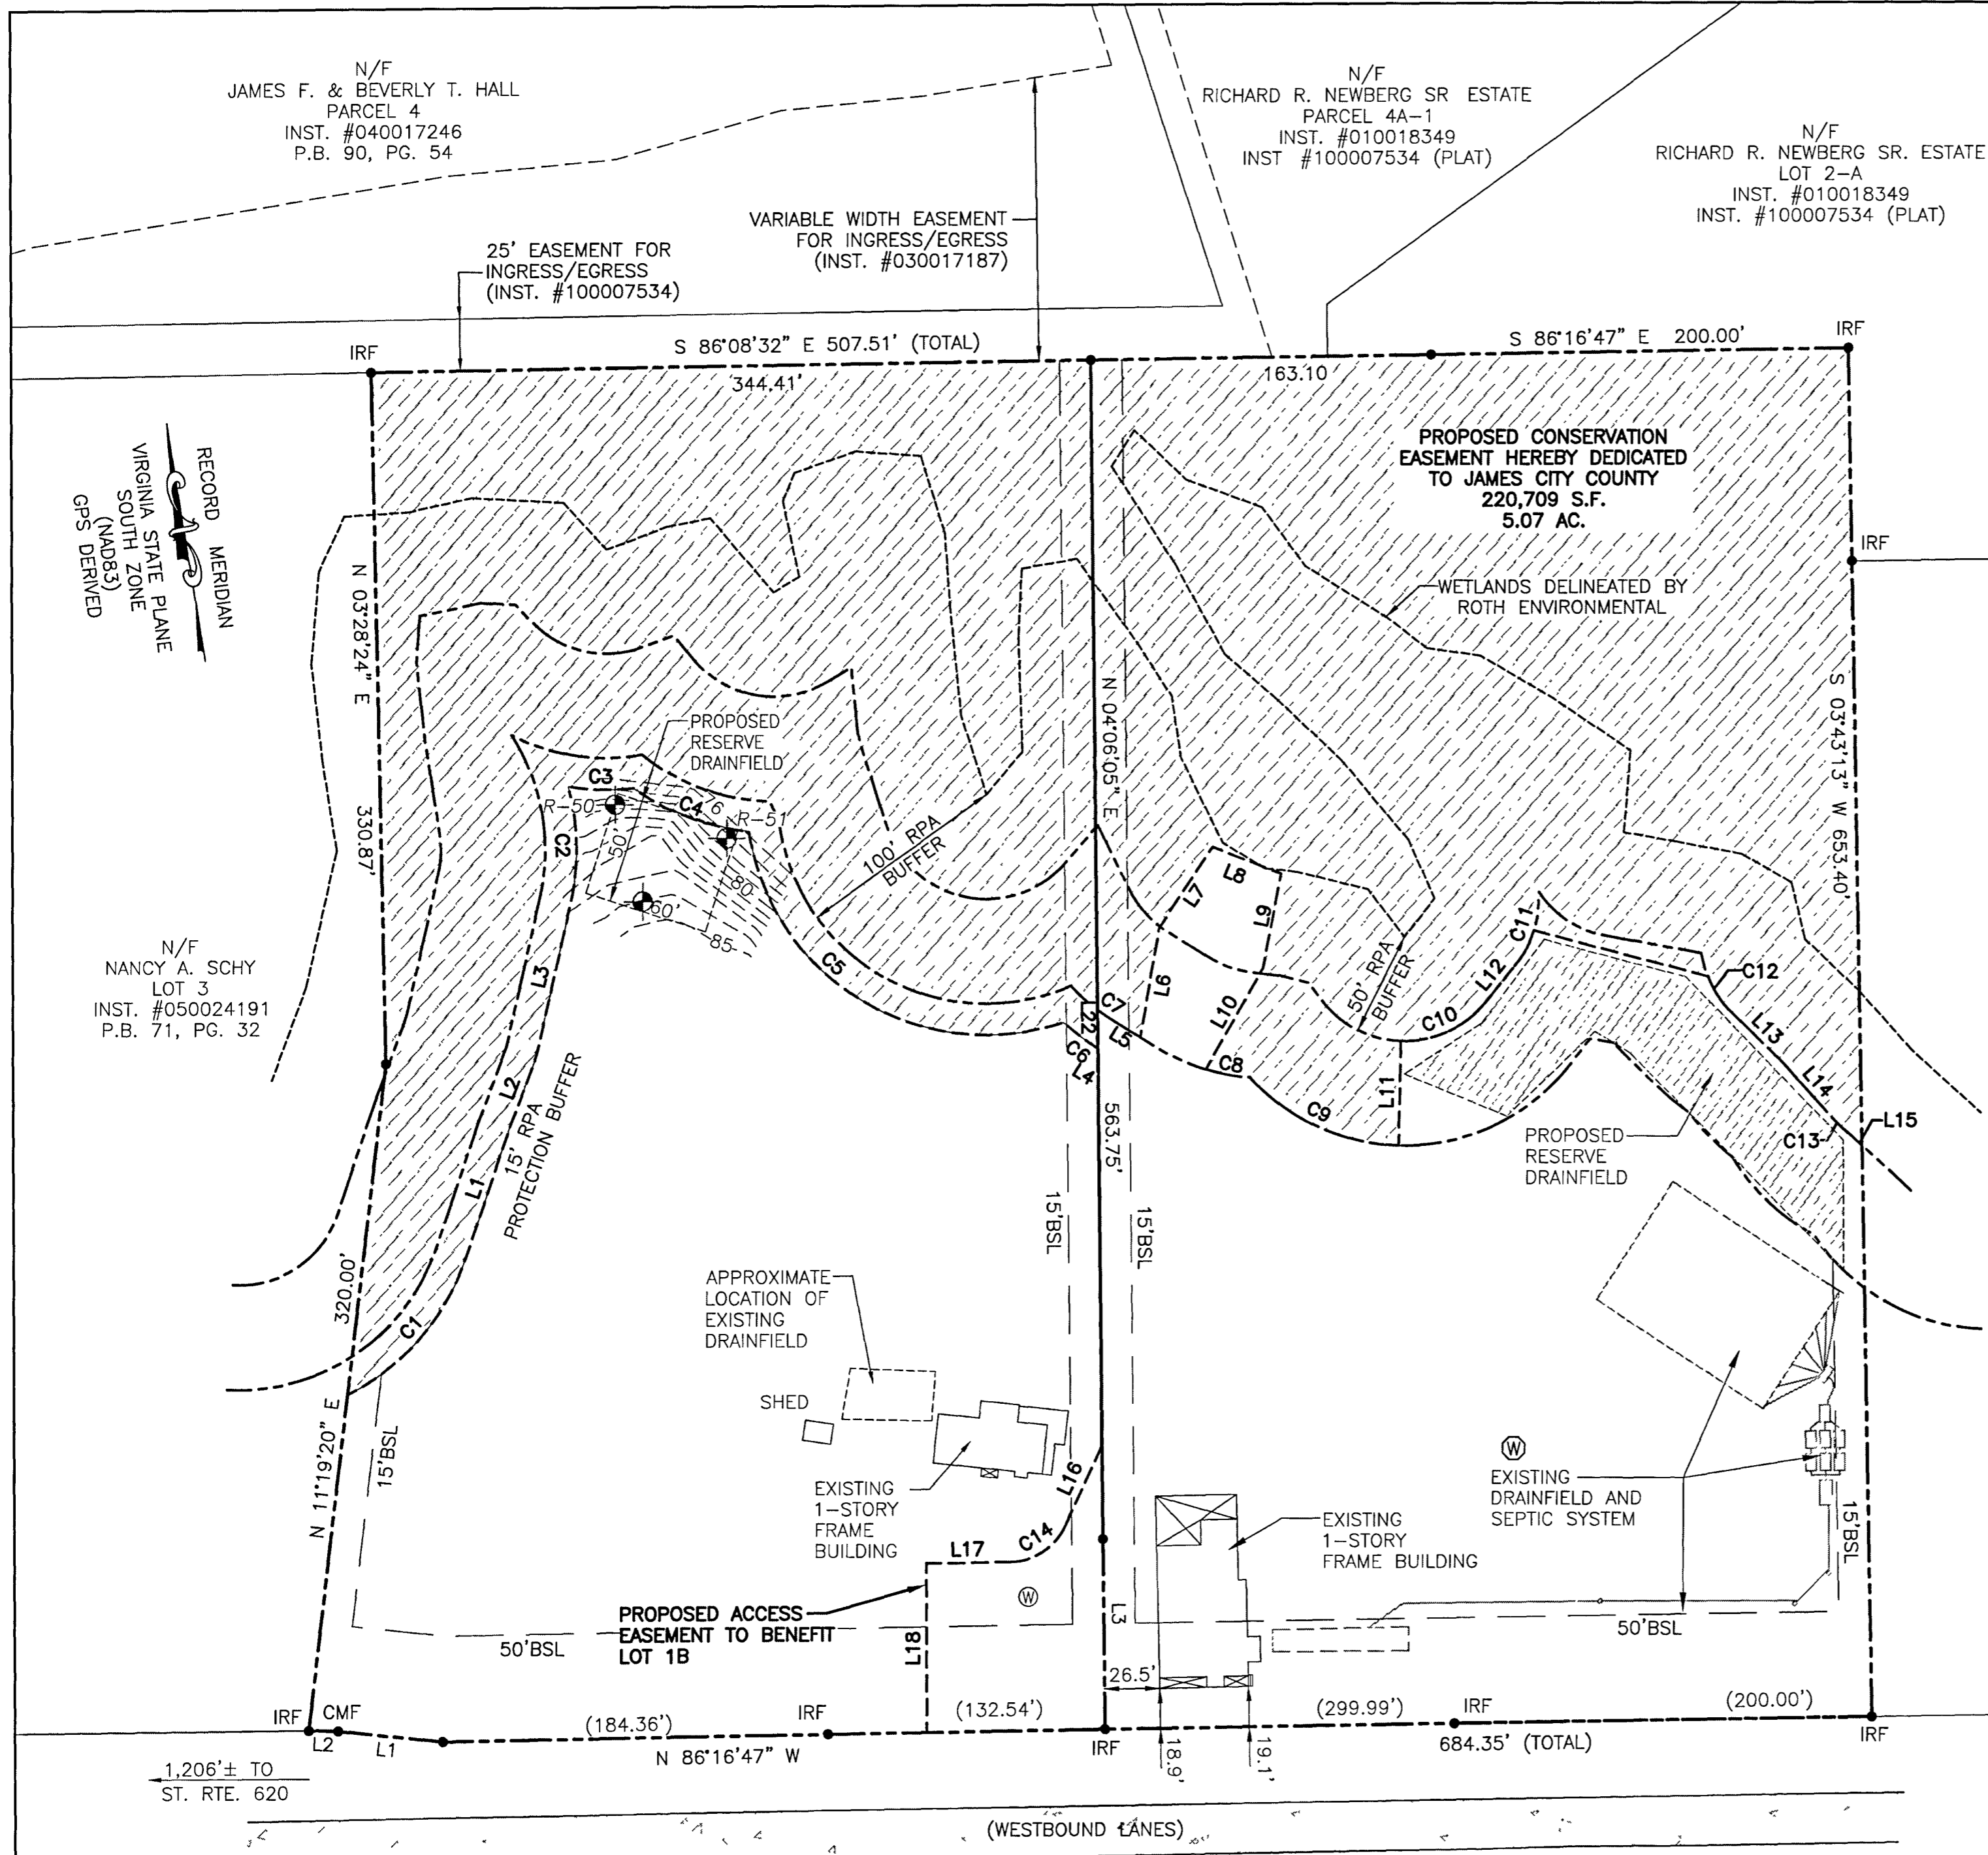 N/F
JAMES F. & BEVERLY T. HALL
PARCEL 4
INST. #040017246
P.B. 90, PG. 54
N/F
RICHARD R. NEWBERG SR ESTATE
PARCEL 4A-1
INST. #010018349
INST #100007534 (PLAT)
N/F
RICHARD R. NEWBERG SR. ESTATE
LOT 2-A
INST. #010018349
INST. #100007534 (PLAT)
VARIABLE WIDTH EASEMENT
FOR INGRESS/EGRESS
(INST. #030017187)
25' EASEMENT FOR
INGRESS/EGRESS
(INST. #100007534)
IRF
S 86°08'32" E 507.51' (TOTAL)
S 86°16'47" E 200.00'
IRF
344.41'
163.10
PROPOSED CONSERVATION
EASEMENT HEREBY DEDICATED
TO JAMES CITY COUNTY
220,709 S.F.
5.07 AC.
RECORD MERIDIAN
VIRGINIA STATE PLANE
SOUTH ZONE
(NAD83)
GPS DERIVED
IRF
WETLANDS DELINEATED BY
ROTH ENVIRONMENTAL
N 03°28'24" E
330.87'
N 04°06'05" E
563.75'
S 03°43'13" W 653.40'
PROPOSED
RESERVE
DRAINFIELD
C3
C4
76
R-50
R-51
C2
50'
80
60'
85
100' RPA
BUFFER
L7
L8
L9
L6
L10
50' RPA
BUFFER
C11
L12
C10
C12
L13
L14
L15
C13
C5
C7
L22
L5
C6
L4
C8
C9
L11
L3
L2
L1
15' RPA
PROTECTION BUFFER
C1
N/F
NANCY A. SCHY
LOT 3
INST. #050024191
P.B. 71, PG. 32
PROPOSED
RESERVE
DRAINFIELD
15'BSL
15'BSL
320.00'
N 11°19'20" E
15'BSL
APPROXIMATE
LOCATION OF
EXISTING
DRAINFIELD
SHED
EXISTING
1-STORY
FRAME
BUILDING
L16
C14
L17
W
L18
L3
PROPOSED ACCESS
EASEMENT TO BENEFIT
LOT 1B
50'BSL
EXISTING
1-STORY
FRAME BUILDING
W
EXISTING
DRAINFIELD AND
SEPTIC SYSTEM
15'BSL
50'BSL
26.5'
IRF
CMF
L2
L1
(184.36')
IRF
(132.54')
(299.99')
IRF
(200.00')
N 86°16'47" W
IRF
18.9'
19.1'
684.35' (TOTAL)
IRF
1,206'± TO
ST. RTE. 620
(WESTBOUND LANES)